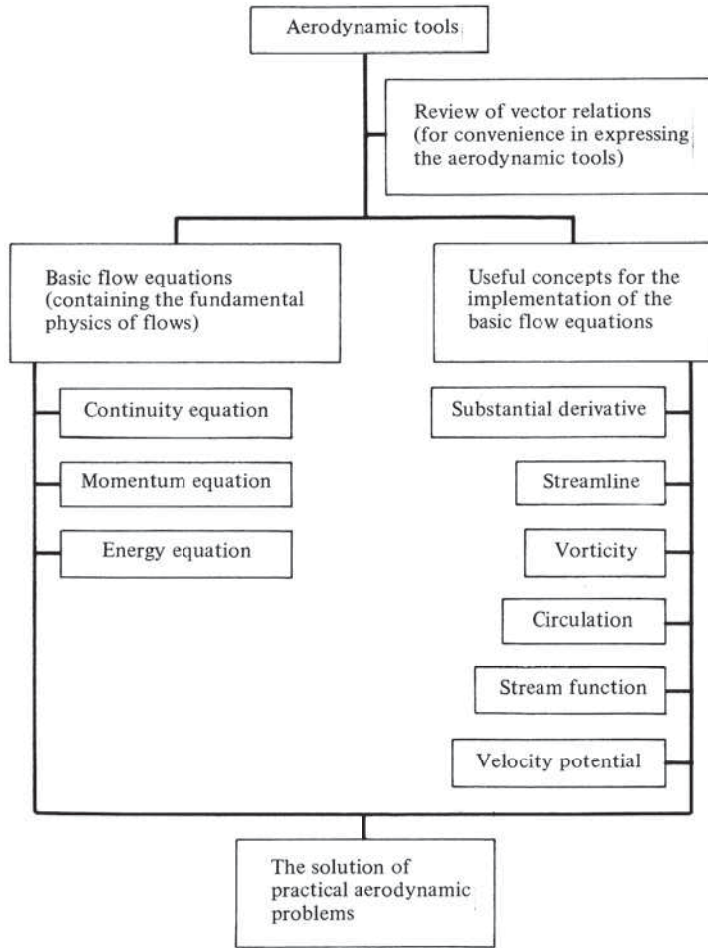 Aerodynamic tools
Review of vector relations
(for convenience in expressing
the aerodynamic tools)
Basic flow equations
(containing the fundamental
physics of flows)
Useful concepts for the
implementation of the
basic flow equations
Continuity equation
Momentum equation
Energy equation
Substantial derivative
Streamline
Vorticity
Circulation
Stream function
Velocity potential
The solution of
practical aerodynamic
problems